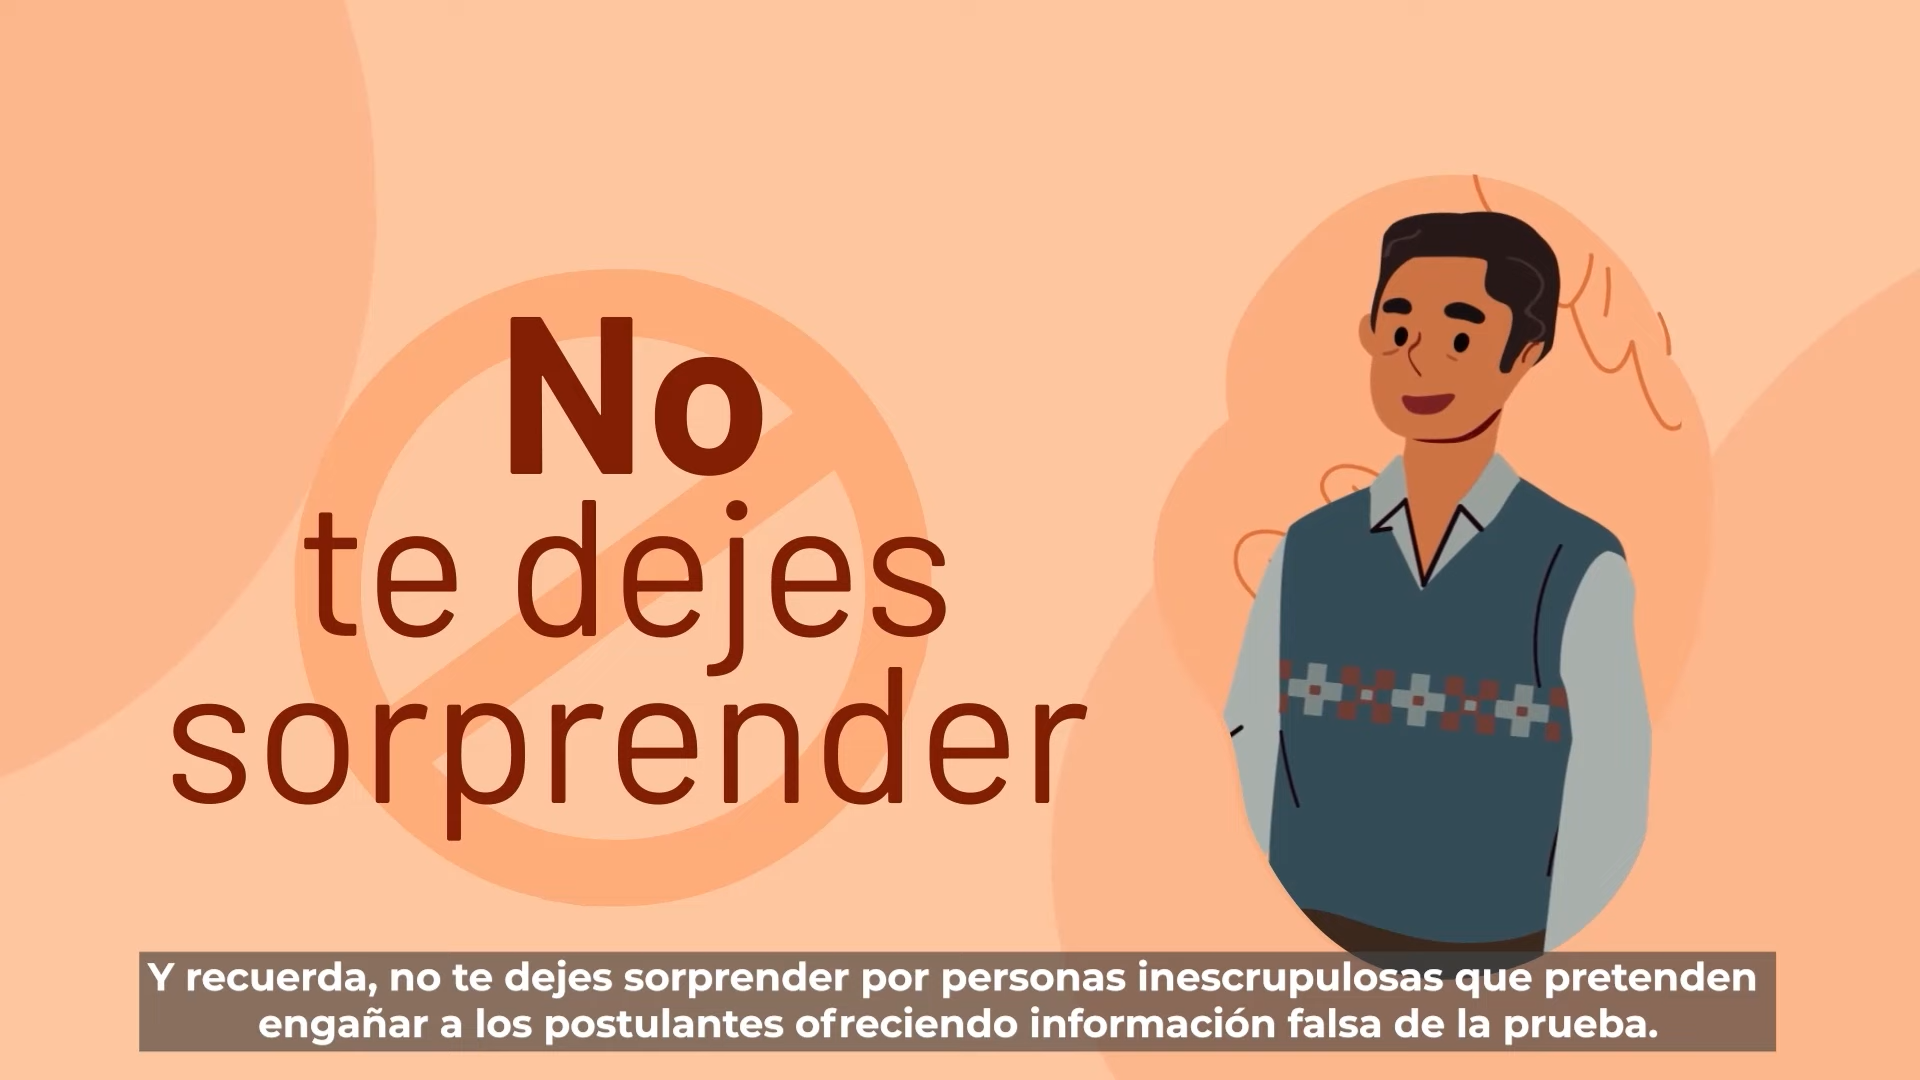 No
te dejes
sorprender
Y recuerda, no te dejes sorprender por personas inescrupulosas que pretenden
engañar a los postulantes ofreciendo información falsa de la prueba.